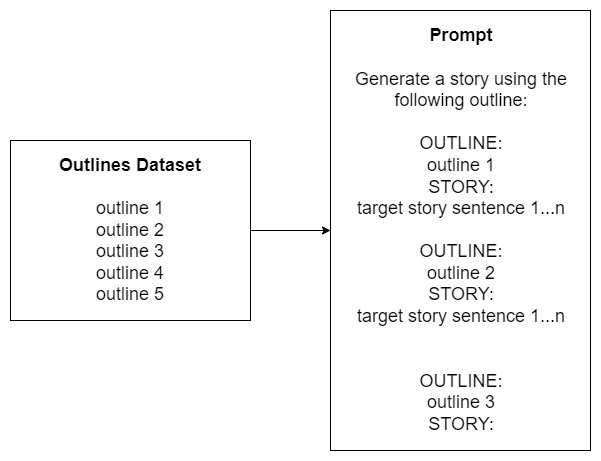 Outlines Dataset
outline 1
outline 2
outline 3
outline 4
outline 5
Prompt
Generate a story using the
following outline:
OUTLINE:
outline 1
STORY:
target story sentence 1...n
OUTLINE:
outline 2
STORY:
target story sentence 1...n
OUTLINE:
outline 3
STORY: